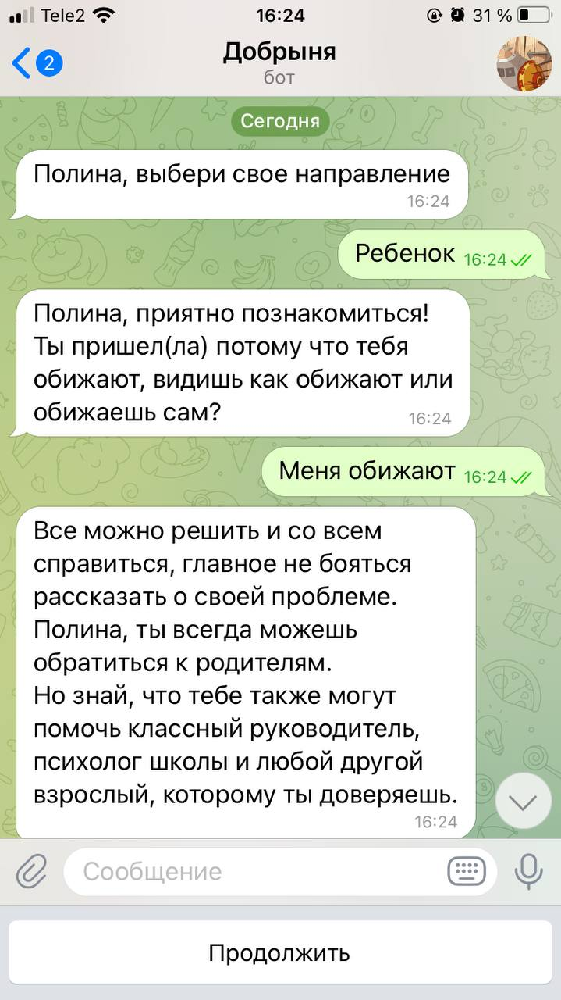 Tele2
16:24
31 %
2
Добрыня
бот
Сегодня
Полина, выбери свое направление
16:24
Ребенок 16:24
Полина, приятно познакомиться!
Ты пришел(ла) потому что тебя
обижают, видишь как обижают или
обижаешь сам?
16:24
Меня обижают 16:24
Все можно решить и со всем
справиться, главное не бояться
рассказать о своей проблеме.
Полина, ты всегда можешь
обратиться к родителям.
Но знай, что тебе также могут
помочь классный руководитель,
психолог школы и любой другой
взрослый, которому ты доверяешь.
16:24
Сообщение
Продолжить